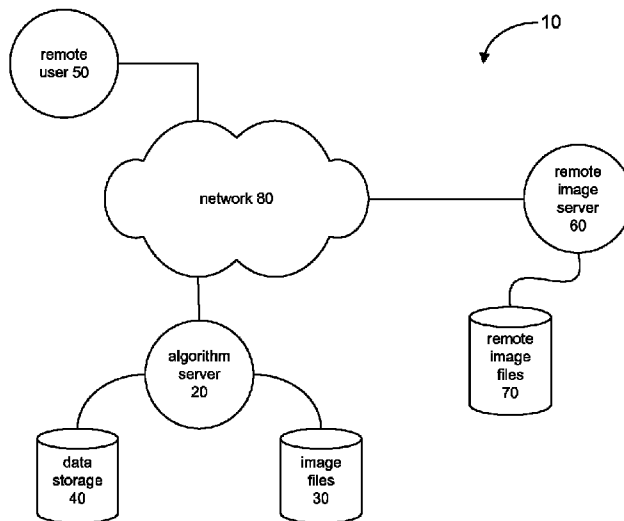 10
remote
user 50
network 80
remote
image
server
60
algorithm
server
20
remote
image
files
70
data
storage
40
image
files
30